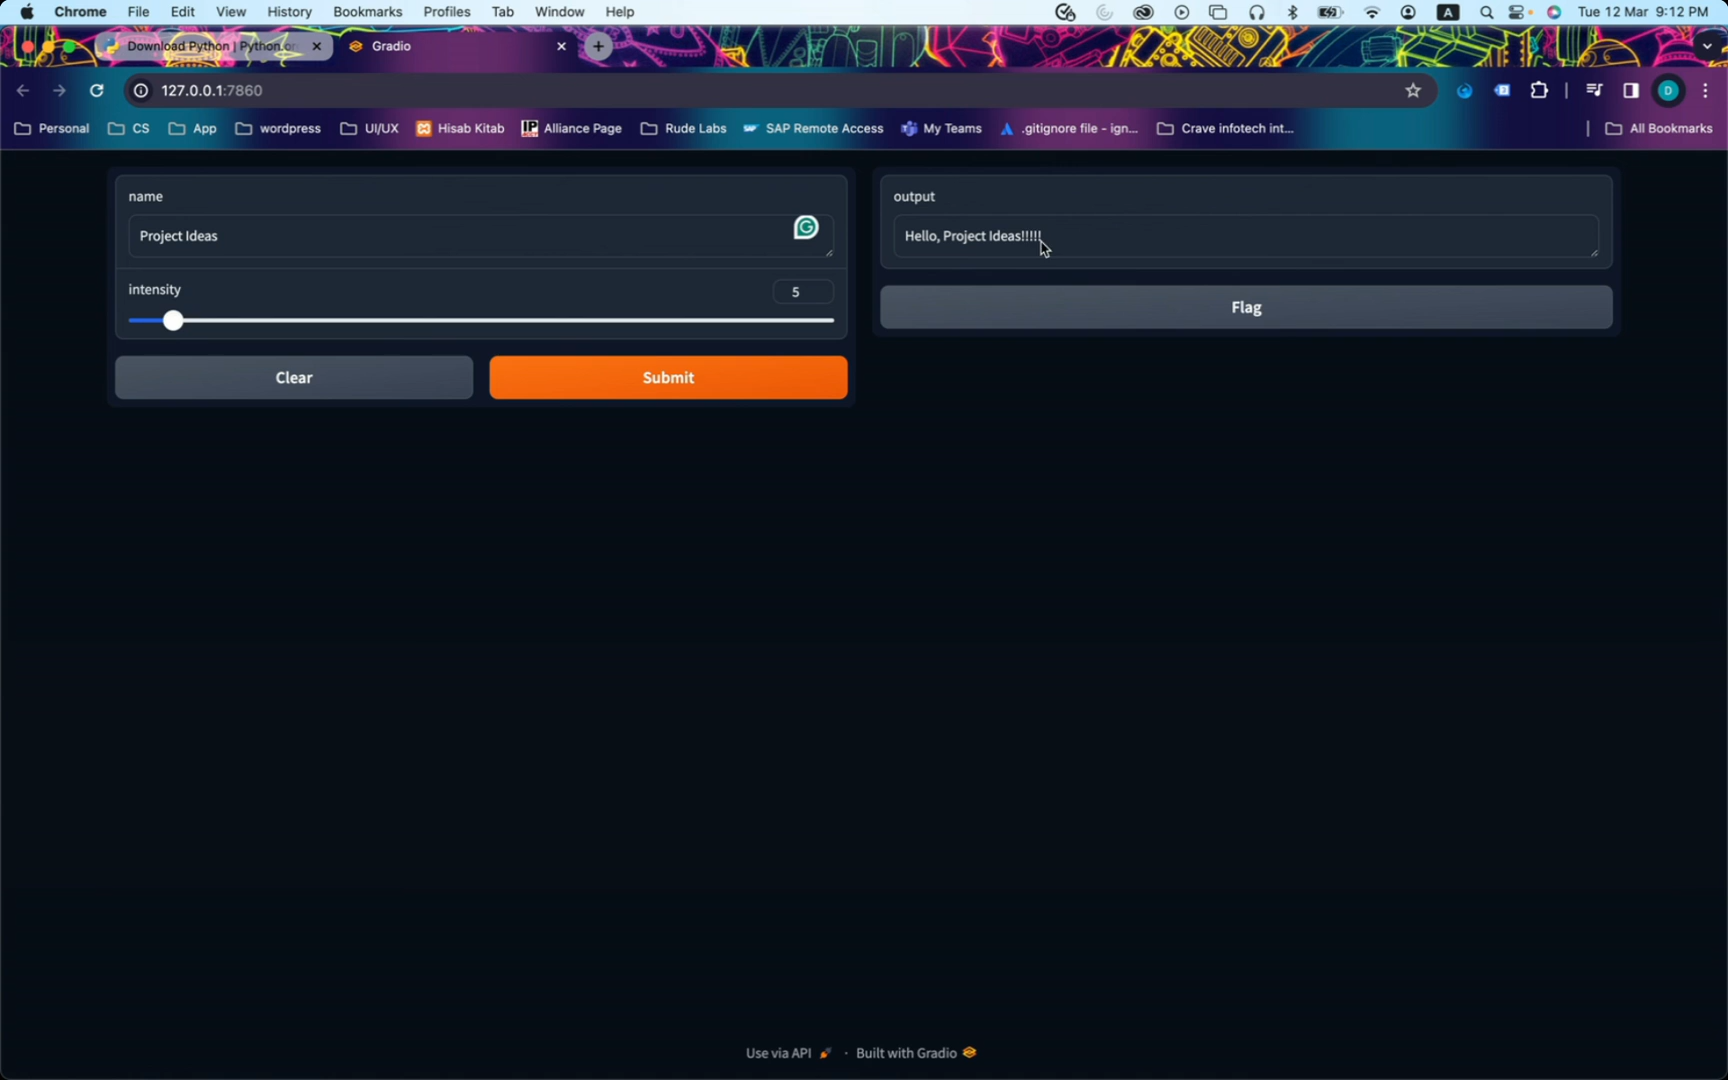 Chrome File Edit View History Bookmarks Profiles Tab Window Help A Tue 12 Mar 9:12 PM
Download Python | Python.or Gradio
127.0.0.1:7860 D
Personal CS App wordpress UI/UX Hisab Kitab Alliance Page Rude Labs SAP Remote Access My Teams .gitignore file - ign... Crave infotech int... All Bookmarks
name
Project Ideas
intensity 5
Clear Submit
output
Hello, Project Ideas!!!!!
Flag
Use via API · Built with Gradio